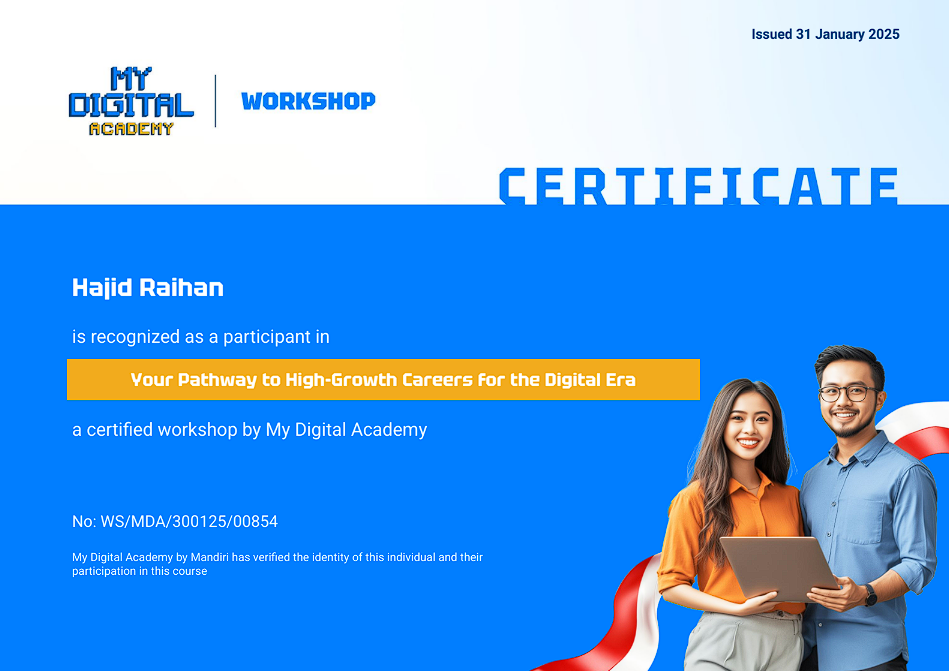 Issued 31 January 2025
MY
DIGITAL
ACADEMY
WORKSHOP
CERTIFICATE
Hajid Raihan
is recognized as a participant in
Your Pathway to High-Growth Careers for the Digital Era
a certified workshop by My Digital Academy
No: WS/MDA/300125/00854
My Digital Academy by Mandiri has verified the identity of this individual and their
participation in this course